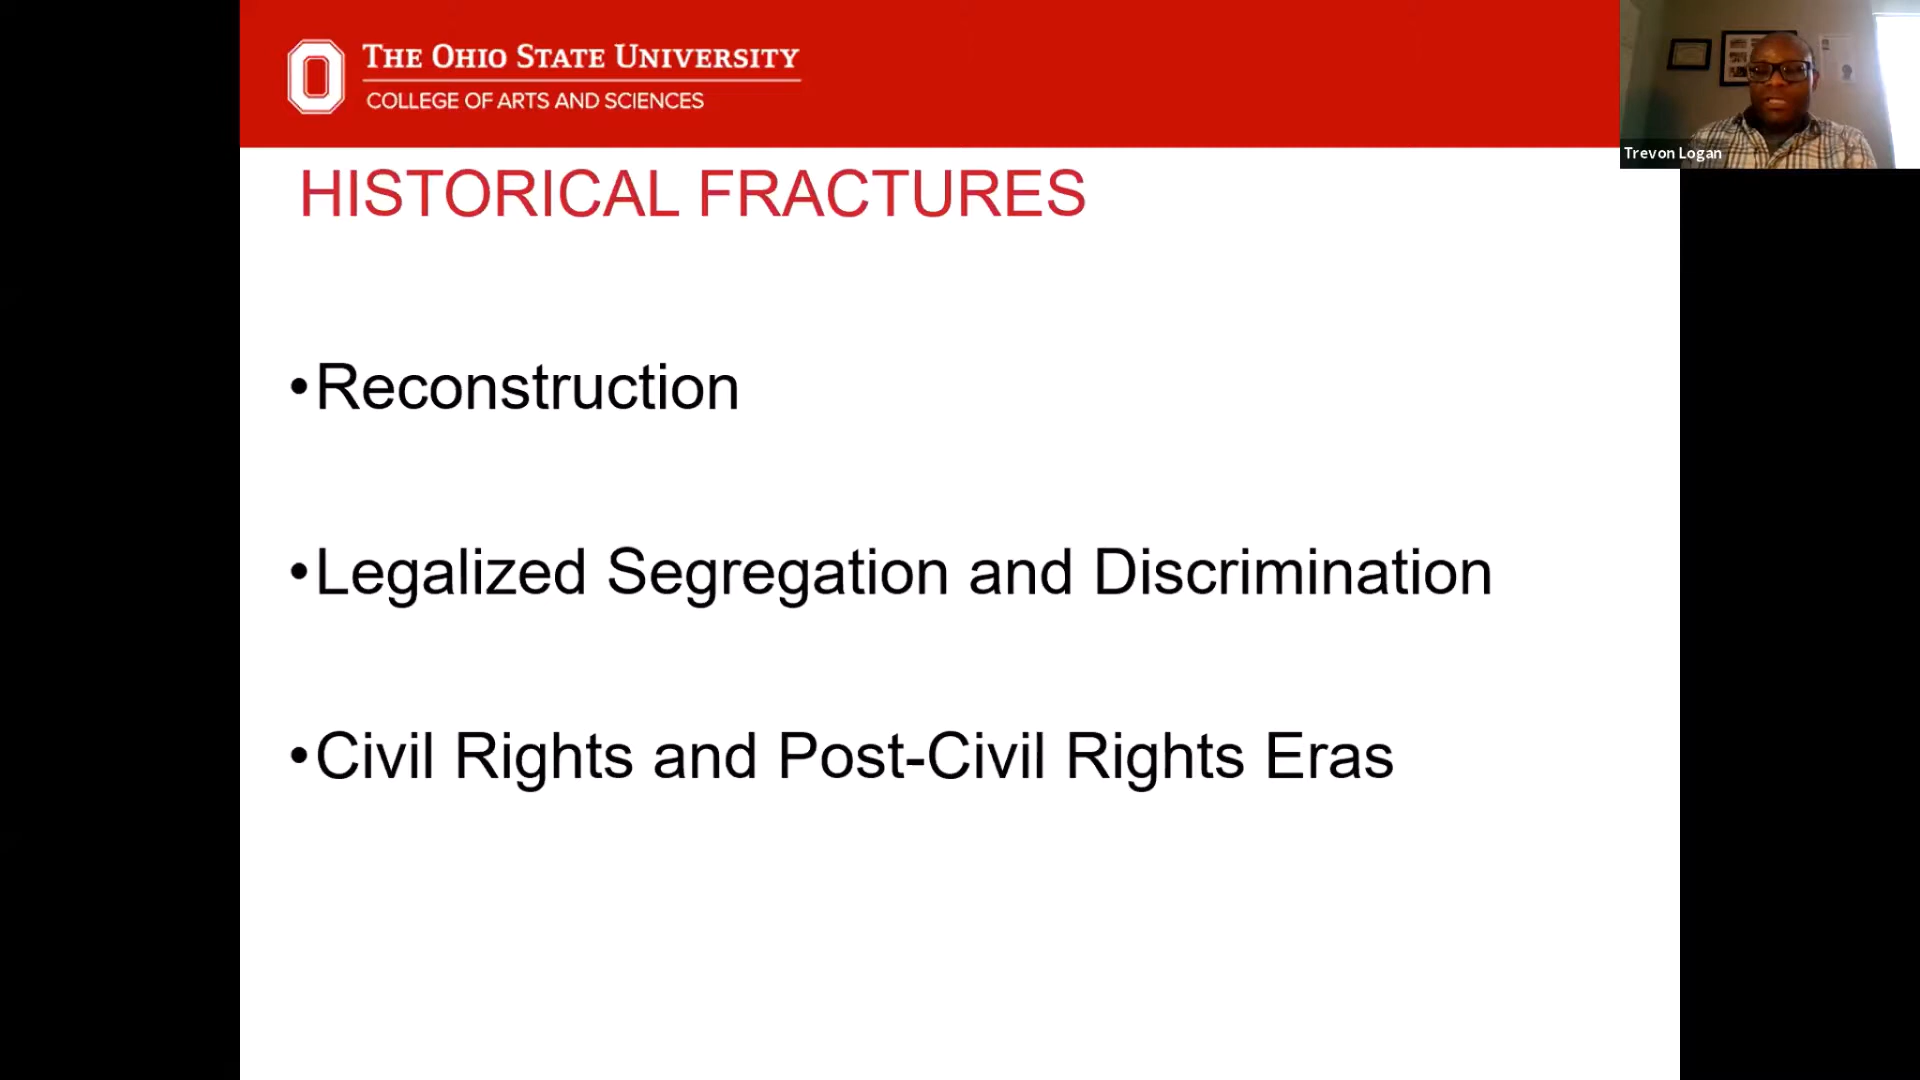 THE OHIO STATE UNIVERSITY
COLLEGE OF ARTS AND SCIENCES
Trevon Logan
HISTORICAL FRACTURES
•Reconstruction
•Legalized Segregation and Discrimination
•Civil Rights and Post-Civil Rights Eras